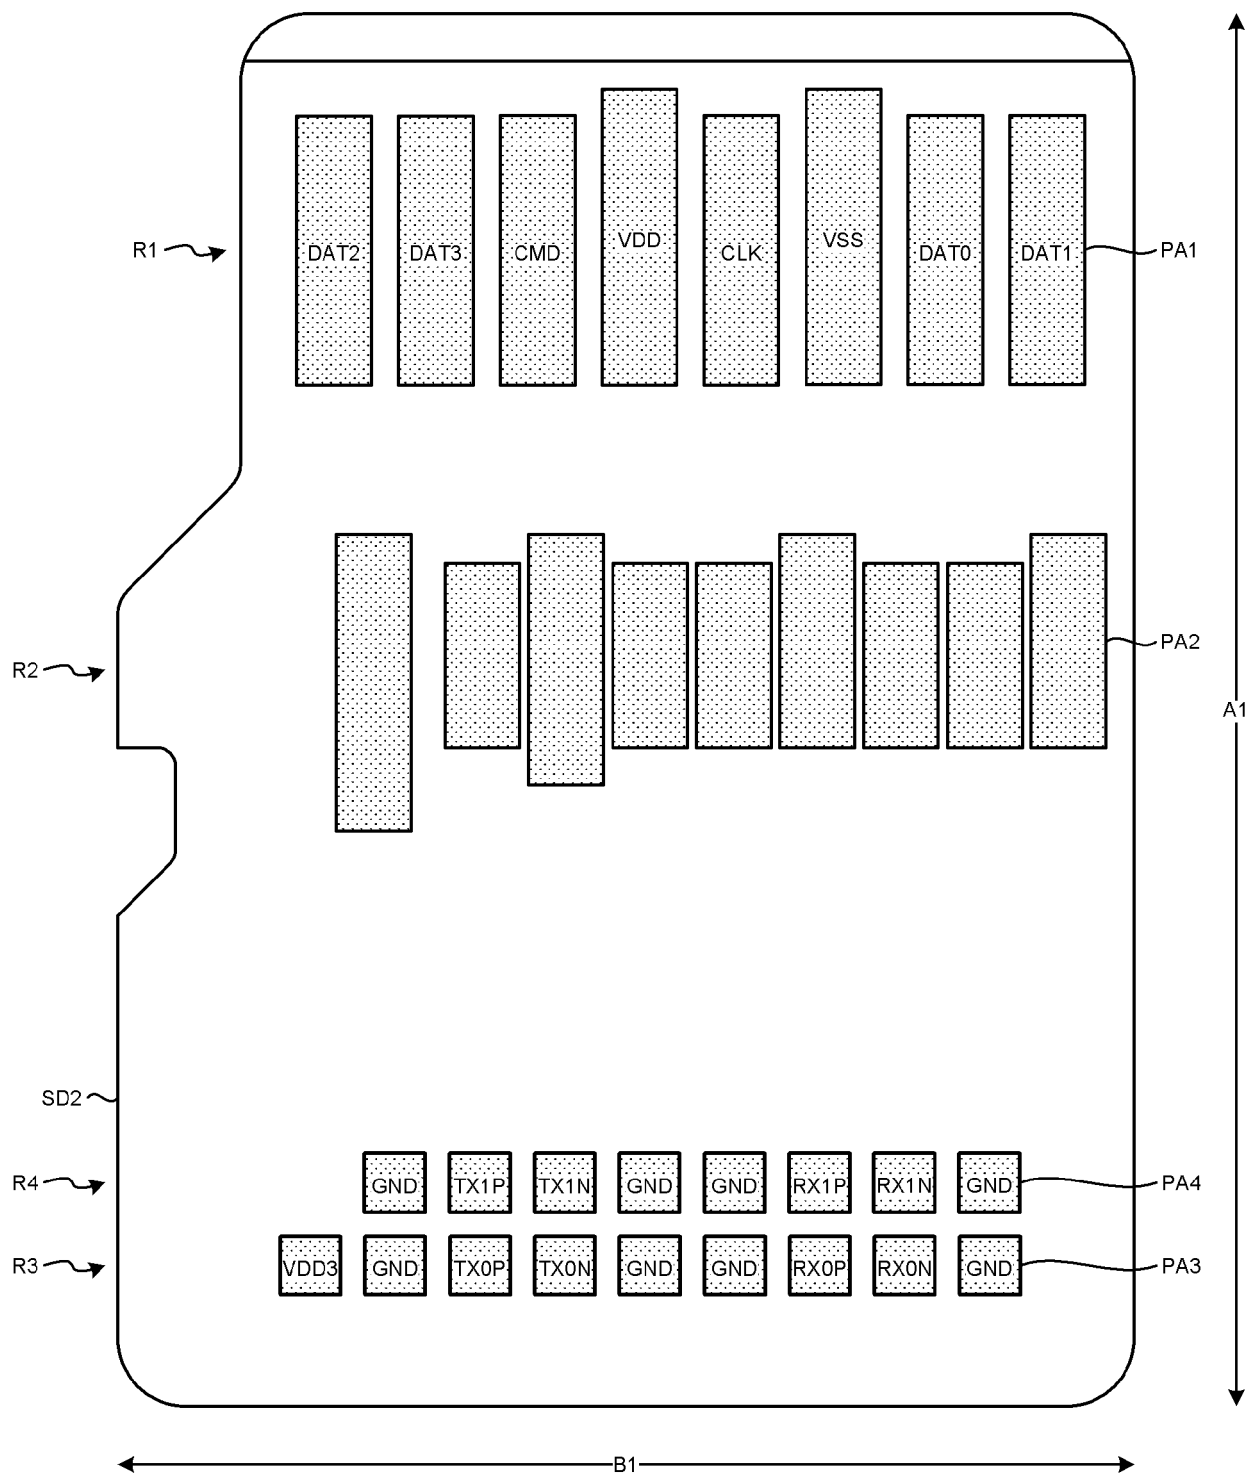 R1
DAT2 DAT3 CMD VDD CLK VSS DAT0 DAT1
PA1
R2
PA2
A1
SD2
R4
GND TX1P TX1N GND GND RX1P RX1N GND
PA4
R3
VDD3 GND TX0P TX0N GND GND RX0P RX0N GND
PA3
B1